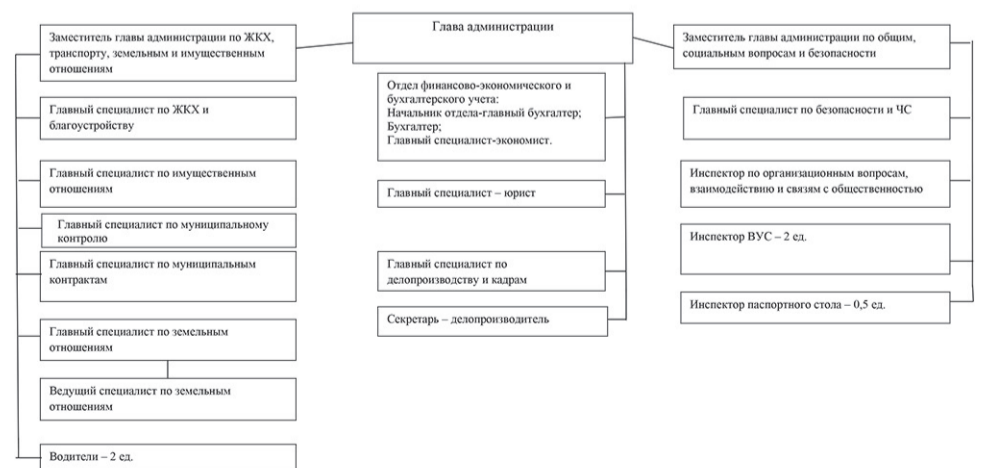 Глава администрации
Заместитель главы администрации по ЖКХ,
транспорту, земельным и имущественным
отношениям
Главный специалист по ЖКХ и
благоустройству
Главный специалист по имущественным
отношениям
Главный специалист по муниципальному
контролю
Главный специалист по муниципальным
контрактам
Главный специалист по земельным
отношениям
Ведущий специалист по земельным
отношениям
Водители – 2 ед.
Отдел финансово-экономического и
бухгалтерского учета:
Начальник отдела-главный бухгалтер;
Бухгалтер;
Главный специалист-экономист.
Главный специалист – юрист
Главный специалист по
делопроизводству и кадрам
Секретарь – делопроизводитель
Заместитель главы администрации по общим,
социальным вопросам и безопасности
Главный специалист по безопасности и ЧС
Инспектор по организационным вопросам,
взаимодействию и связям с общественностью
Инспектор ВУС – 2 ед.
Инспектор паспортного стола – 0,5 ед.